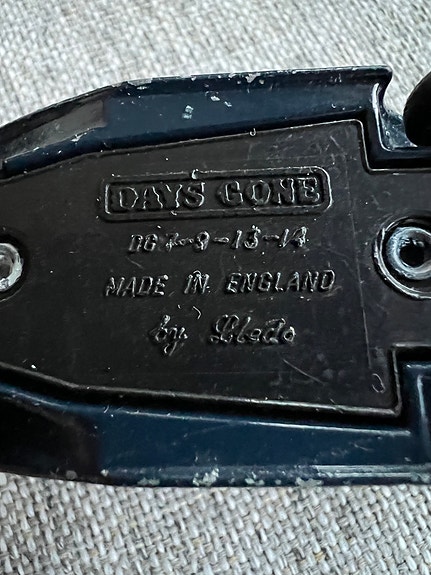 DAYS GONE
DG 7-9-13-14
MADE IN ENGLAND
by Lledo